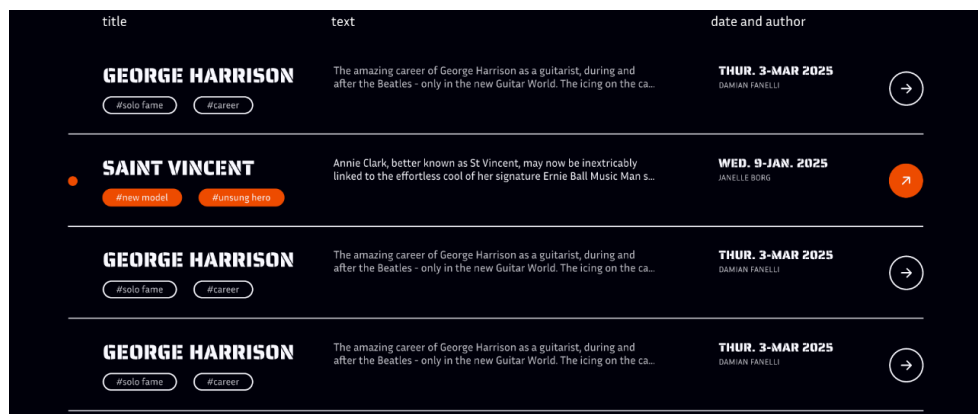 title text date and author
GEORGE HARRISON
#solo fame #career
The amazing career of George Harrison as a guitarist, during and
after the Beatles - only in the new Guitar World. The icing on the ca...
THUR. 3-MAR 2025
DAMIAN FANELLI
SAINT VINCENT
#new model #unsung hero
Annie Clark, better known as St Vincent, may now be inextricably
linked to the effortless cool of her signature Ernie Ball Music Man s...
WED. 9-JAN. 2025
JANELLE BORG
GEORGE HARRISON
#solo fame #career
The amazing career of George Harrison as a guitarist, during and
after the Beatles - only in the new Guitar World. The icing on the ca...
THUR. 3-MAR 2025
DAMIAN FANELLI
GEORGE HARRISON
#solo fame #career
The amazing career of George Harrison as a guitarist, during and
after the Beatles - only in the new Guitar World. The icing on the ca...
THUR. 3-MAR 2025
DAMIAN FANELLI